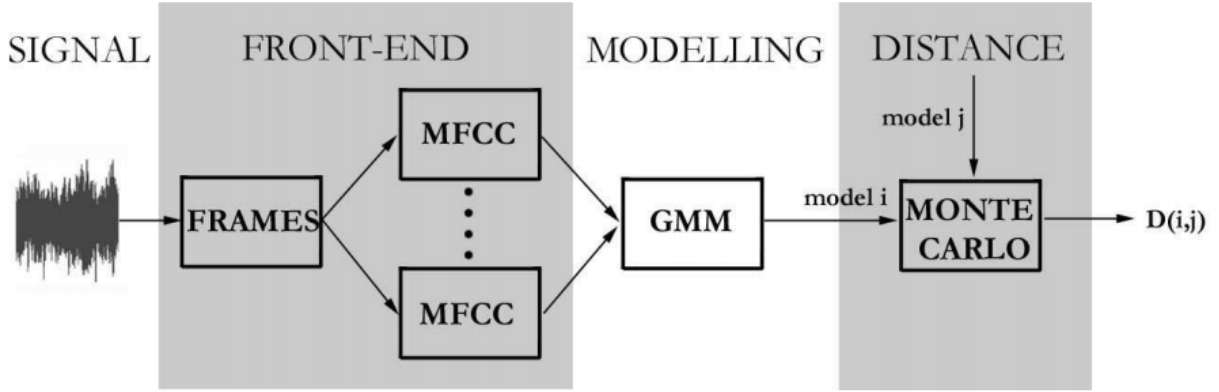 SIGNAL
FRONT-END
MODELLING
DISTANCE
MFCC
model j
FRAMES
GMM
model i
MONTE
CARLO
D(i,j)
MFCC